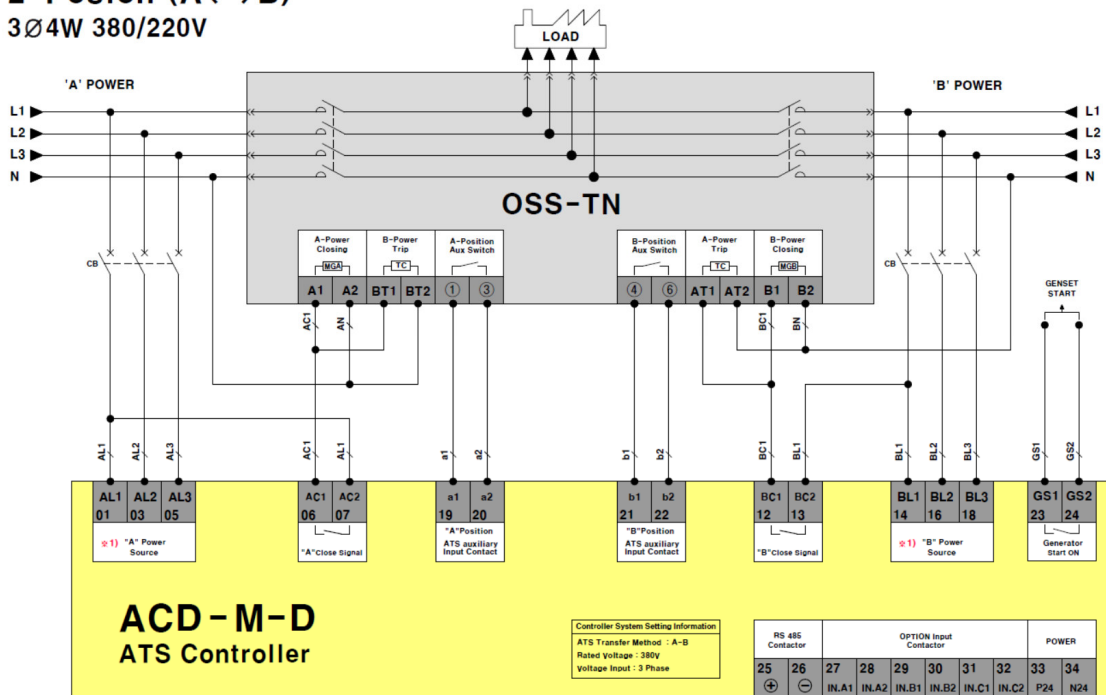 3Ø4W 380/220V
LOAD
'A' POWER
'B' POWER
L1
L1
L2
L2
L3
L3
N
N
OSS-TN
A-Power
Closing
B-Power
Trip
A-Position
Aux Switch
B-Position
Aux Switch
A-Power
Trip
B-Power
Closing
CB
MGA
TC
TC
MGB
CB
A1 A2 BT1 BT2 ① ③
④ ⑥ AT1 AT2 B1 B2
GENSET
START
AC1 AN
BC1 BN
AL1 AL2 AL3 AC1 AL1 a1 a2 b1 b2 BC1 BL1 BL1 BL2 BL3 GS1 GS2
AL1 AL2 AL3 AC1 AC2 a1 a2 b1 b2 BC1 BC2 BL1 BL2 BL3 GS1 GS2
01 03 05 06 07 19 20 21 22 12 13 14 16 18 23 24
※1) "A" Power
Source
"A"Close Signal
"A"Position
ATS auxiliary
Input Contact
"B"Position
ATS auxiliary
Input Contact
"B"Close Signal
※1) "B" Power
Source
Generator
Start ON
ACD-M-D
ATS Controller
Controller System Setting Information
ATS Transfer Method : A-B
Rated Voltage : 380V
Voltage Input : 3 Phase
RS 485
Contactor
OPTION Input
Contactor
POWER
25 26 27 28 29 30 31 32 33 34
⊕ ⊖ IN.A1 IN.A2 IN.B1 IN.B2 IN.C1 IN.C2 P24 N24